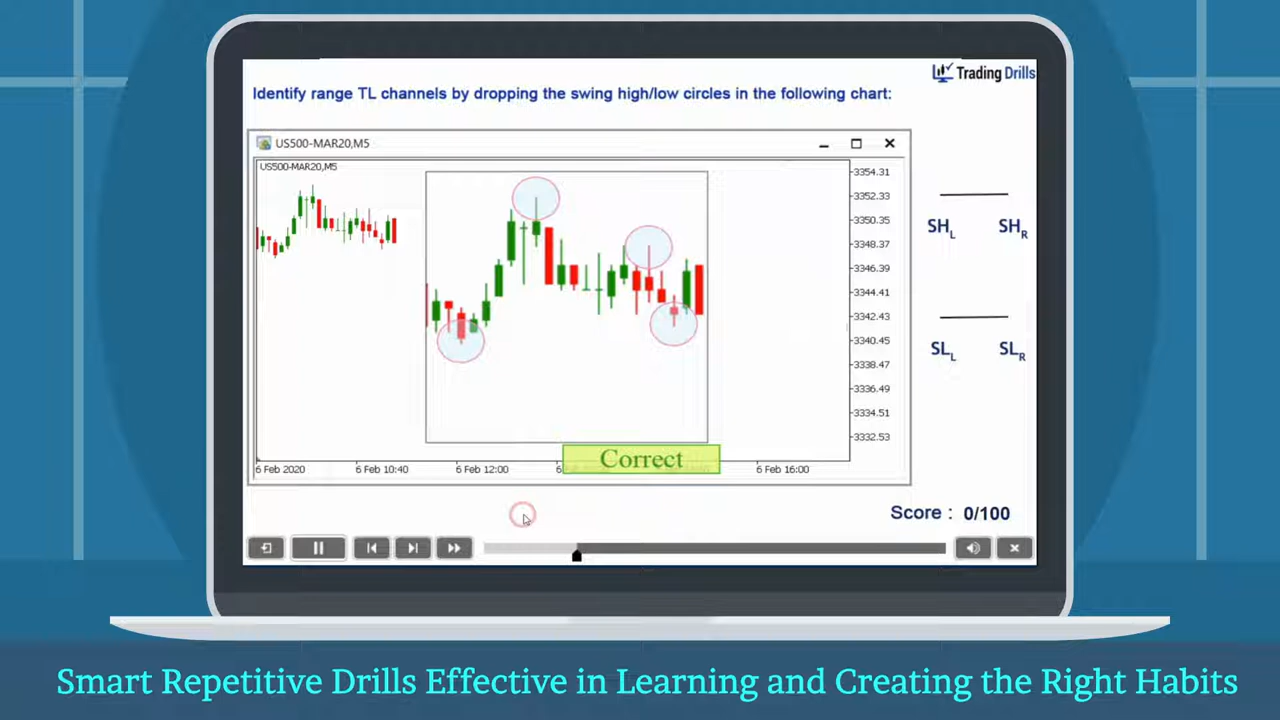 Trading Drills
Identify range TL channels by dropping the swing high/low circles in the following chart:
US500-MAR20,M5
US500-MAR20,M5
3354.31
3352.33
3350.35
3348.37
3346.39
3344.41
3342.43
3340.45
3338.47
3336.49
3334.51
3332.53
SHL SHR
SLL SLR
Correct
6 Feb 2020 6 Feb 10:40 6 Feb 12:00 6 Feb 16:00
Score : 0/100
Smart Repetitive Drills Effective in Learning and Creating the Right Habits